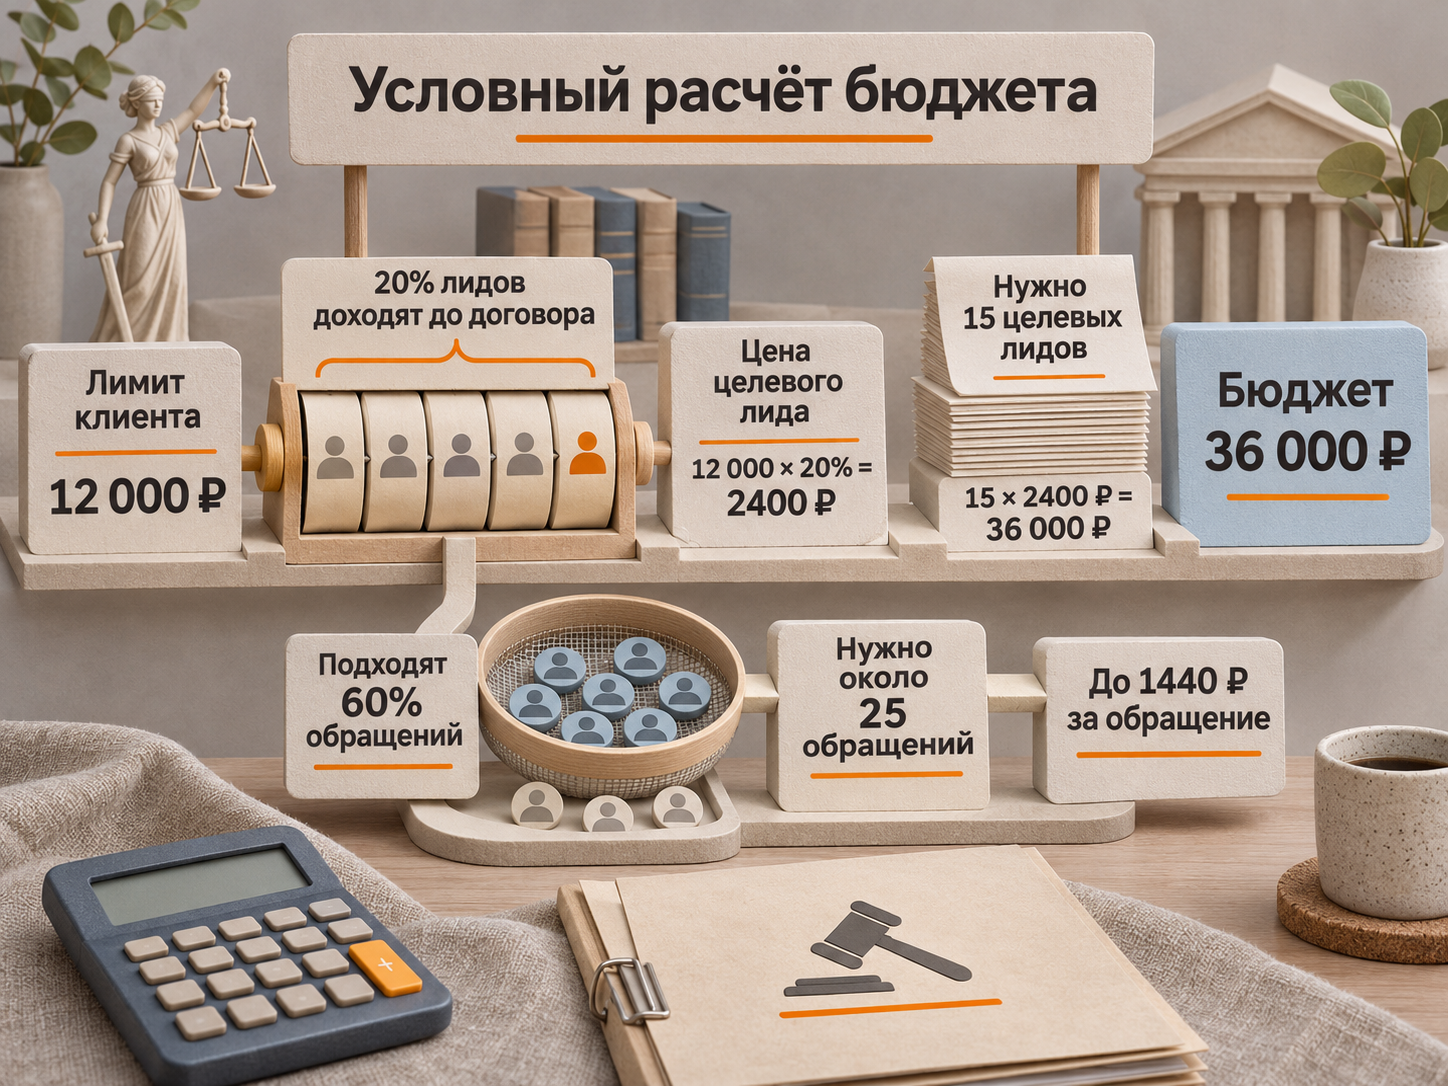 Условный расчёт бюджета
20% лидов
доходят до договора
Лимит
клиента
12 000 ₽
Цена
целевого
лида
12 000 × 20% =
2400 ₽
Нужно
15 целевых
лидов
15 × 2400 ₽ =
36 000 ₽
Бюджет
36 000 ₽
Подходят
60%
обращений
Нужно
около
25
обращений
До 1440 ₽
за обращение
+